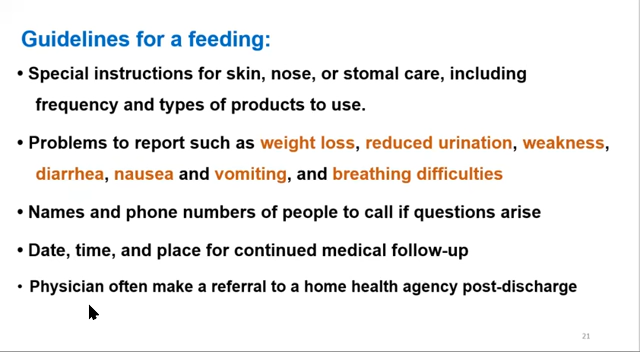 Guidelines for a feeding:
• Special instructions for skin, nose, or stomal care, including
frequency and types of products to use.
• Problems to report such as weight loss, reduced urination, weakness,
diarrhea, nausea and vomiting, and breathing difficulties
• Names and phone numbers of people to call if questions arise
• Date, time, and place for continued medical follow-up
• Physician often make a referral to a home health agency post-discharge
21